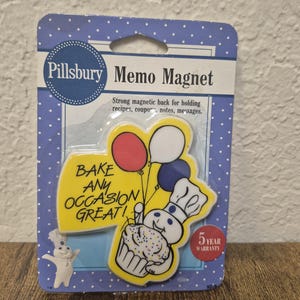 Pillsbury
Memo Magnet
Strong magnetic back for holding
recipes, coupons, notes, messages.
BAKE
ANY
OCCASION
GREAT!
5 YEAR
WARRANTY